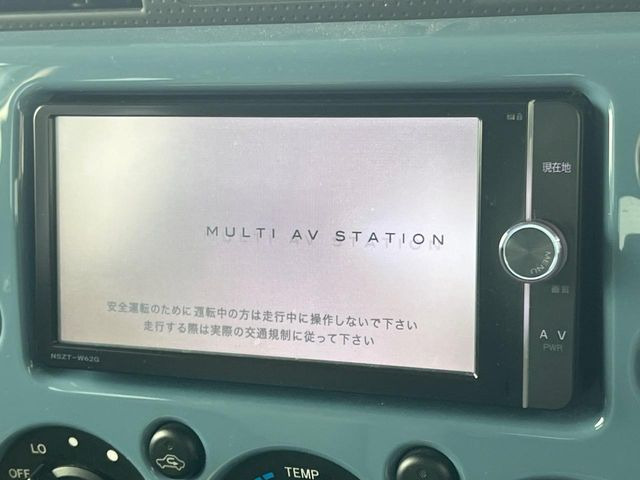 現在地
MULTI AV STATION
MENU
画質
安全運転のために運転中の方は走行中に操作しないで下さい
走行する際は実際の交通規制に従って下さい
A V
PWR
NSZT-W62G
LO
OFF
TEMP